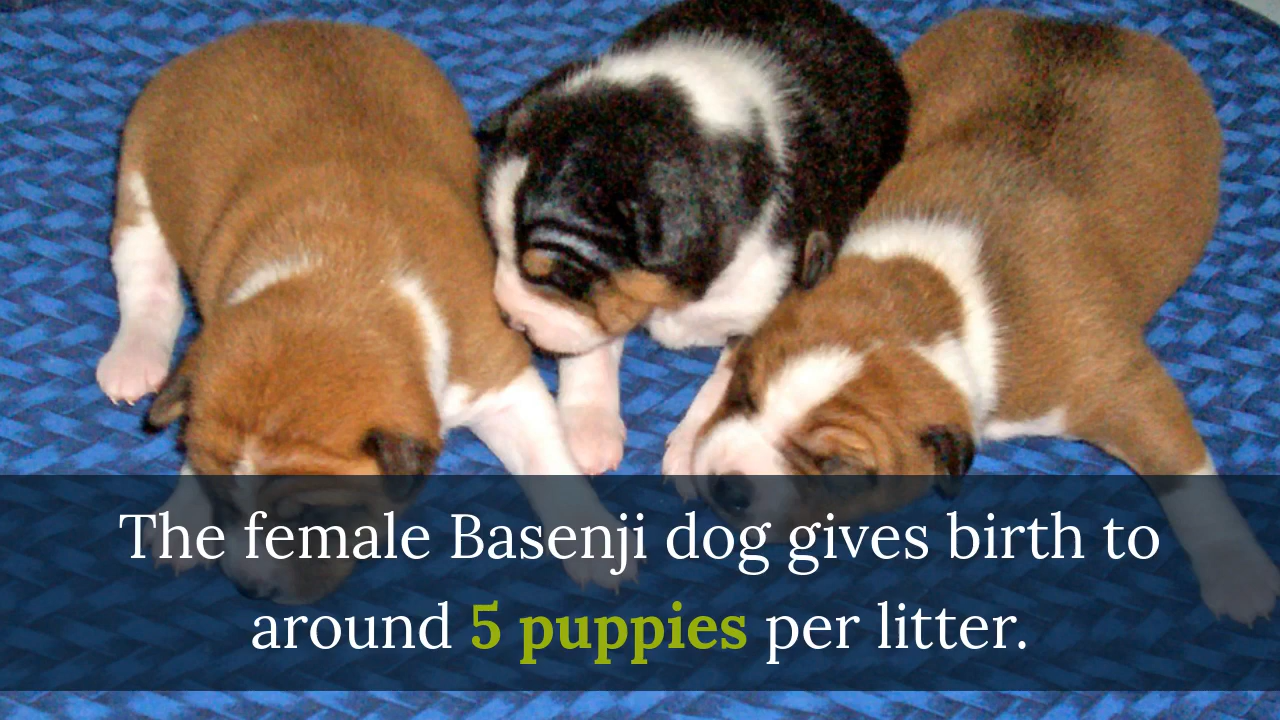 The female Basenji dog gives birth to
around 5 puppies per litter.